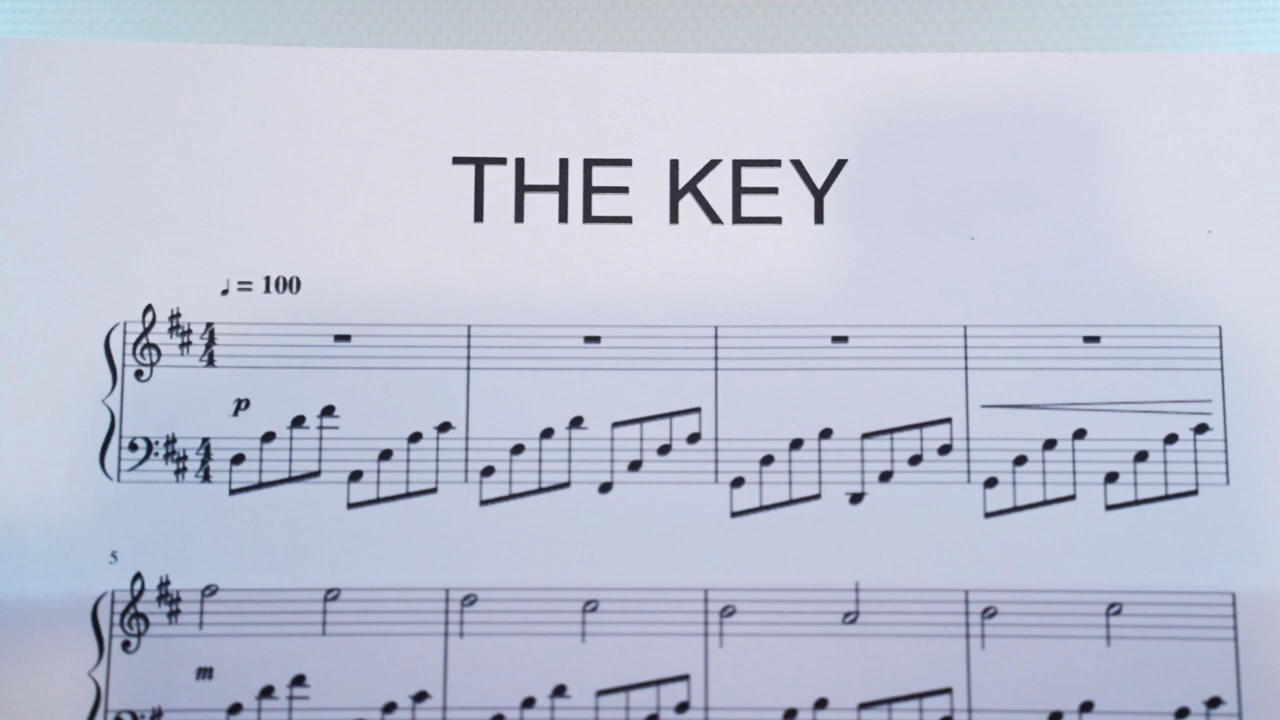 THE KEY
♩ = 100
p
5
m